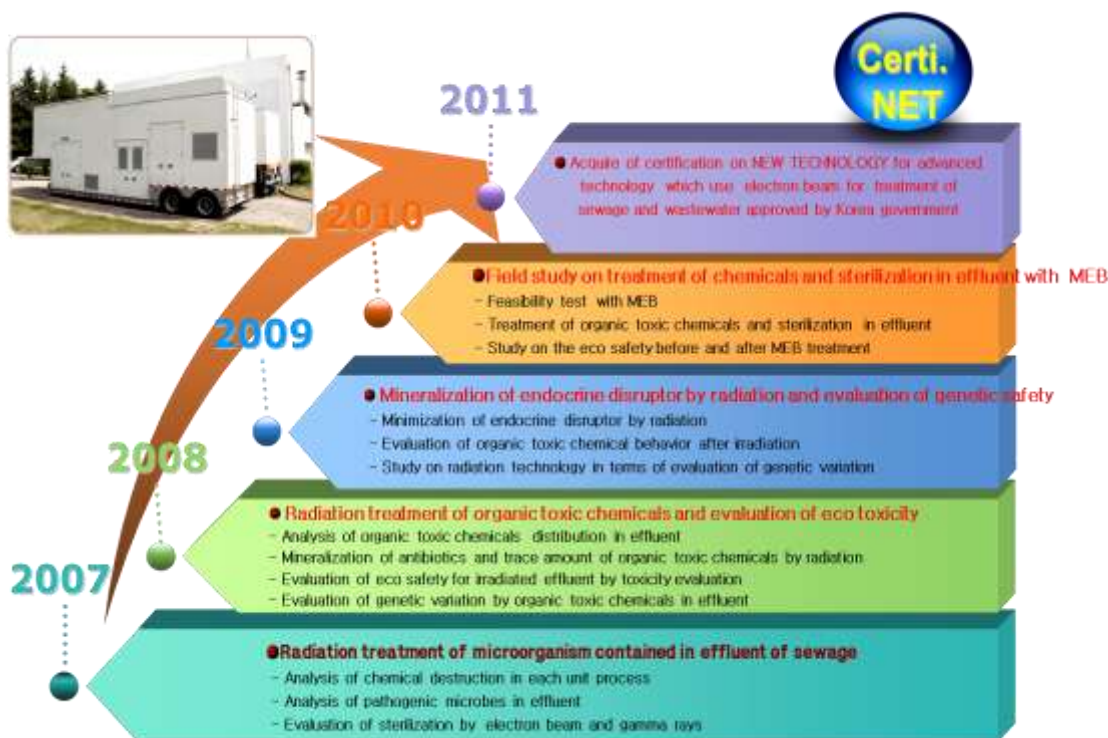 Certi.
NET
2011
● Acquire of certification on NEW TECHNOLOGY for advanced
technology which use electron beam for treatment of
sewage and wastewater approved by Korea government
2010
● Field study on treatment of chemicals and sterilization in effluent with MEB
- Feasibility test with MEB
- Treatment of organic toxic chemicals and sterilization in effluent
- Study on the eco safety before and after MEB treatment
2009
● Mineralization of endocrine disruptor by radiation and evaluation of genetic safety
- Minimization of endocrine disruptor by radiation
- Evaluation of organic toxic chemical behavior after irradiation
- Study on radiation technology in terms of evaluation of genetic variation
2008
● Radiation treatment of organic toxic chemicals and evaluation of eco toxicity
- Analysis of organic toxic chemicals distribution in effluent
- Mineralization of antibiotics and trace amount of organic toxic chemicals by radiation
- Evaluation of eco safety for irradiated effluent by toxicity evaluation
- Evaluation of genetic variation by organic toxic chemicals in effluent
2007
● Radiation treatment of microorganism contained in effluent of sewage
- Analysis of chemical destruction in each unit process
- Analysis of pathogenic microbes in effluent
- Evaluation of sterilization by electron beam and gamma rays